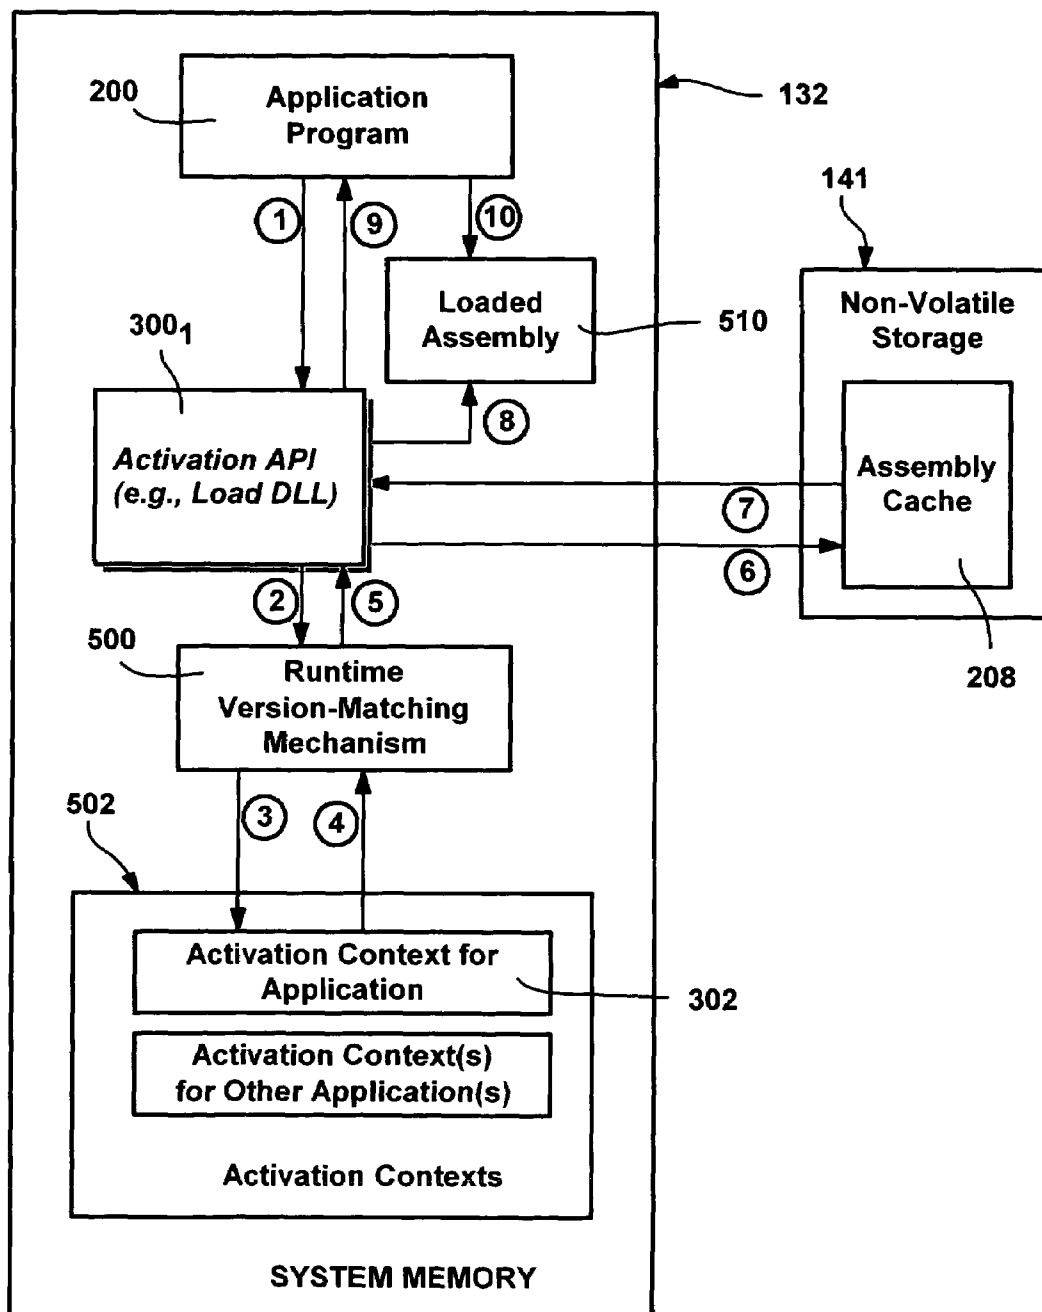 200
Application
Program
132
141
1
9
10
Non-Volatile
Storage
300₁
Loaded
Assembly
510
8
Activation API
(e.g., Load DLL)
Assembly
Cache
7
6
2
5
500
Runtime
Version-Matching
Mechanism
208
502
3
4
Activation Context for
Application
302
Activation Context(s)
for Other Application(s)
Activation Contexts
SYSTEM MEMORY